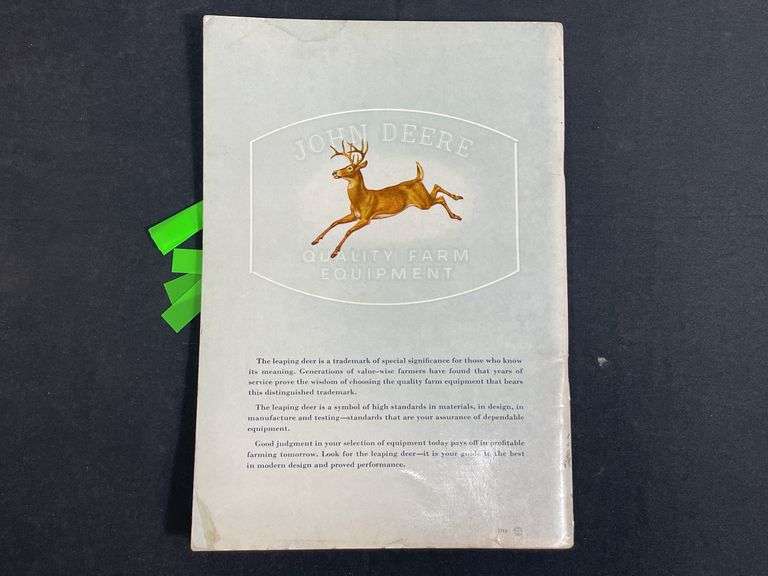 JOHN DEERE
QUALITY FARM
EQUIPMENT
The leaping deer is a trademark of special significance for those who know
its meaning. Generations of value-wise farmers have found that years of
service prove the wisdom of choosing the quality farm equipment that bears
this distinguished trademark.
The leaping deer is a symbol of high standards in materials, in design, in
manufacture and testing—standards that are your assurance of dependable
equipment.
Good judgment in your selection of equipment today pays off in profitable
farming tomorrow. Look for the leaping deer—it is your guide to the best
in modern design and proved performance.